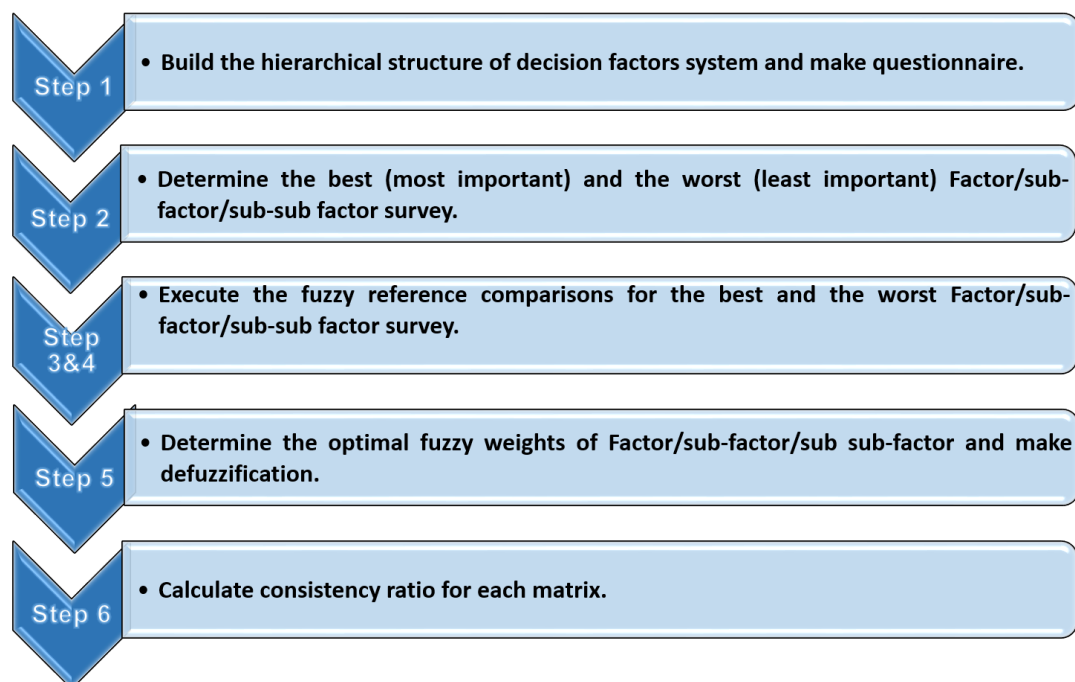 Step 1
• Build the hierarchical structure of decision factors system and make questionnaire.
Step 2
• Determine the best (most important) and the worst (least important) Factor/sub-
factor/sub-sub factor survey.
Step
3&4
• Execute the fuzzy reference comparisons for the best and the worst Factor/sub-
factor/sub-sub factor survey.
Step 5
• Determine the optimal fuzzy weights of Factor/sub-factor/sub sub-factor and make
defuzzification.
Step 6
• Calculate consistency ratio for each matrix.